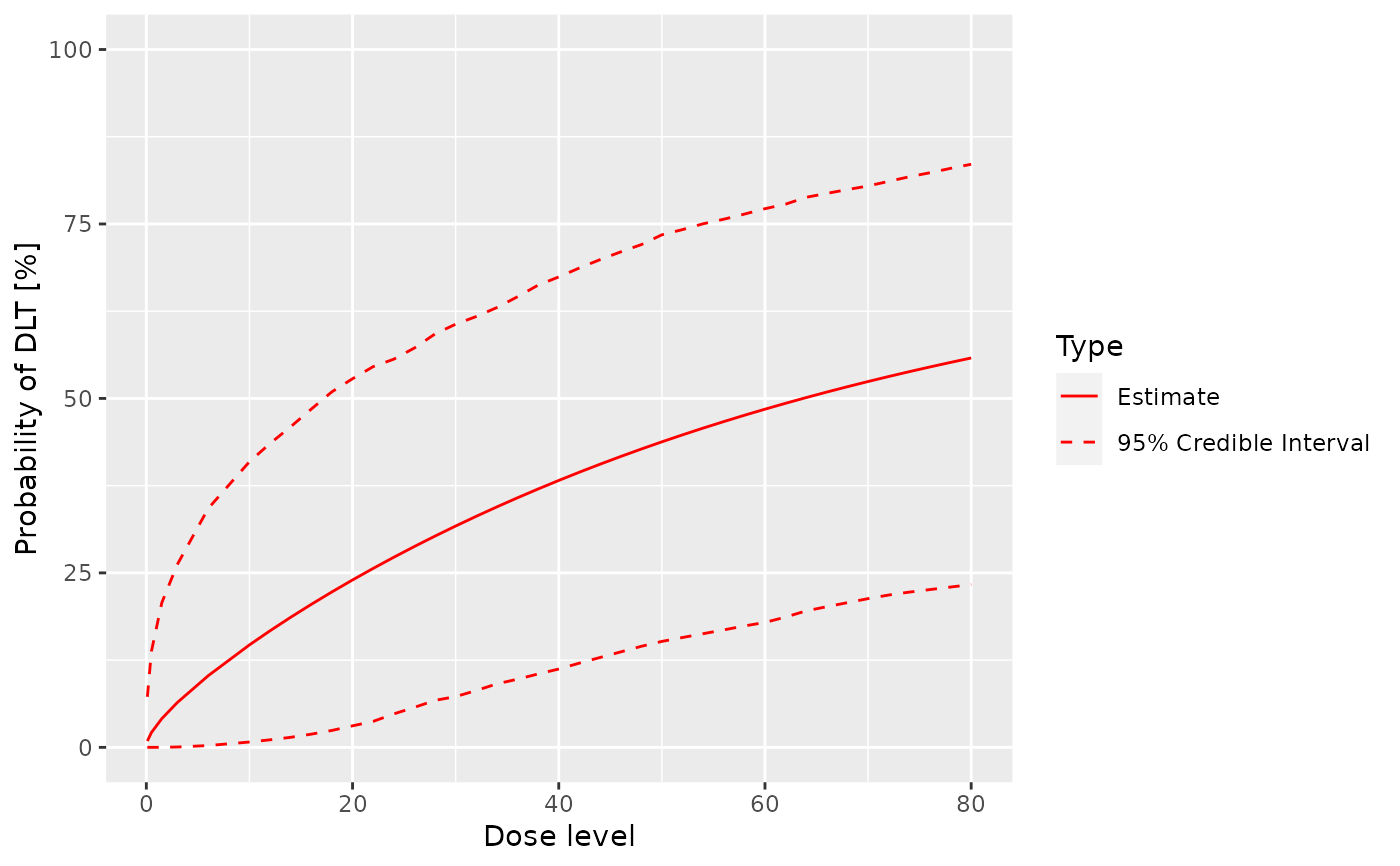 100
75
50
25
0
Probability of DLT [%]
0 20 40 60 80
Dose level
Type
Estimate
95% Credible Interval